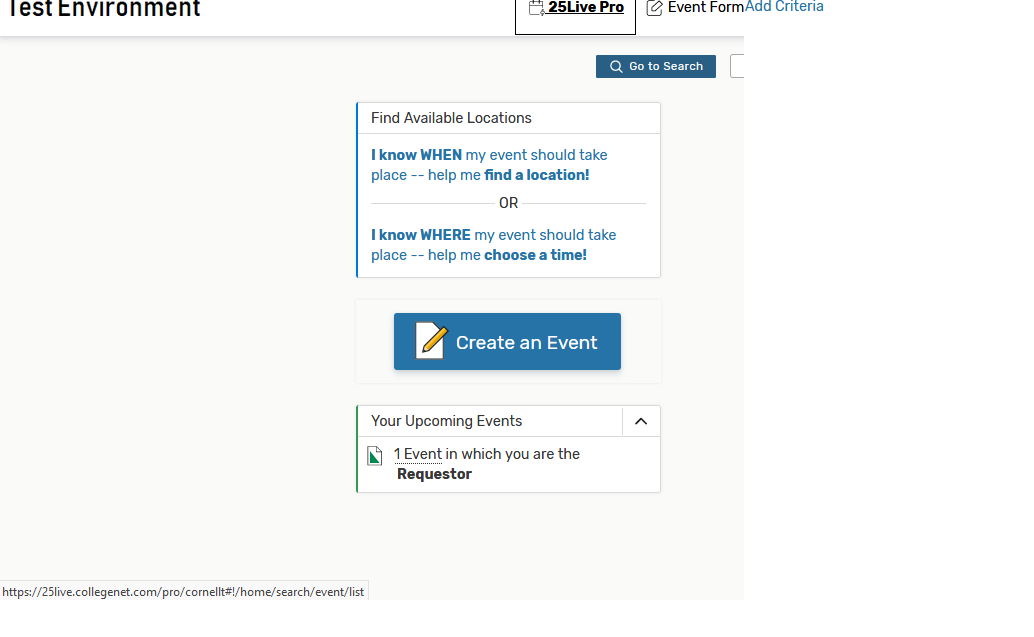 Test Environment
25Live Pro
Event Form
Add Criteria
Go to Search
Find Available Locations
I know WHEN my event should take
place -- help me find a location!
OR
I know WHERE my event should take
place -- help me choose a time!
Create an Event
Your Upcoming Events
1 Event in which you are the
Requestor
https://25live.collegenet.com/pro/cornellt#!/home/search/event/list